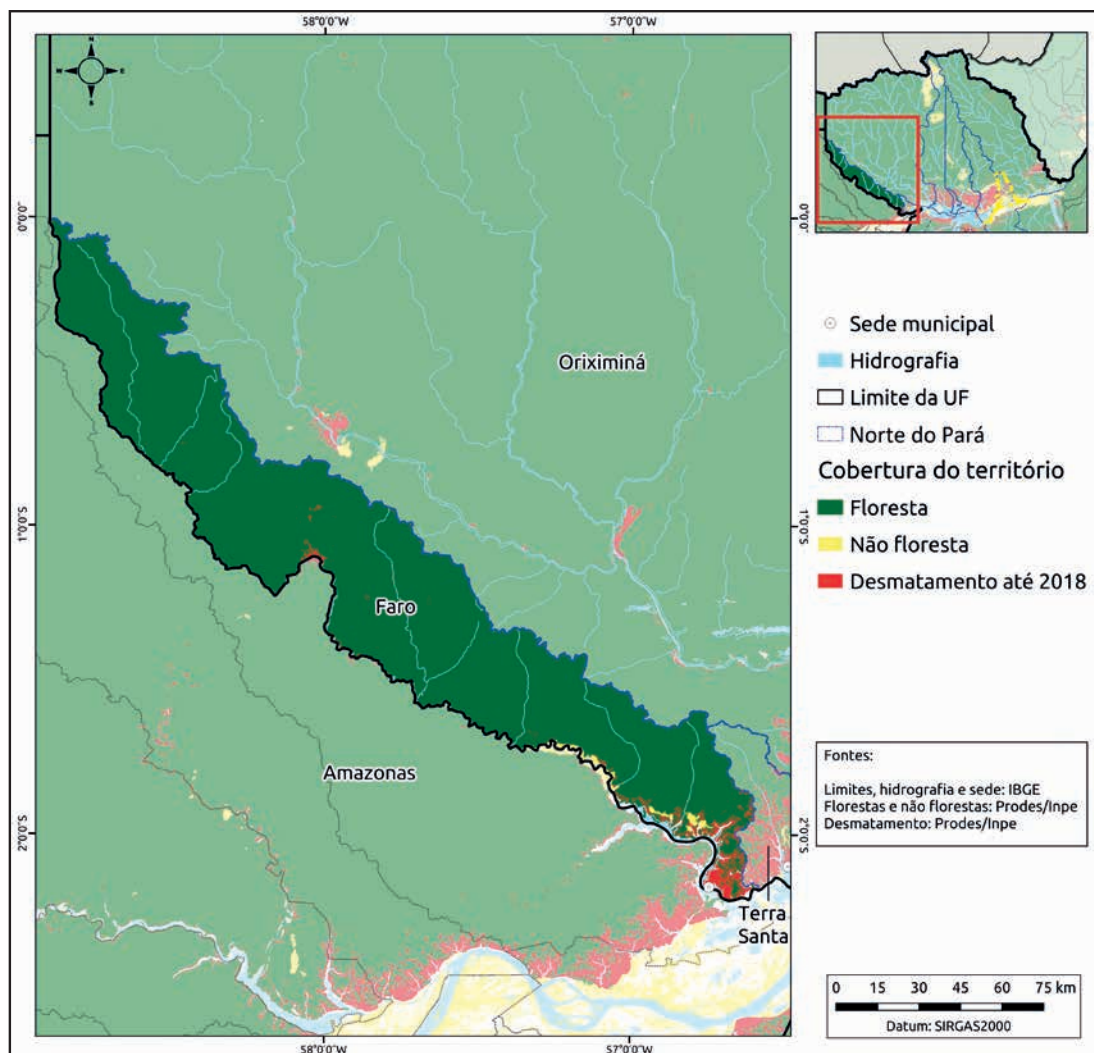 58°0'0"W
57°0'0"W
N
W
E
S
0°0'0"
0°0'0"
Oriximiná
Sede municipal
Hidrografia
Limite da UF
Norte do Pará
Cobertura do território
Floresta
Não floresta
Desmatamento até 2018
1°0'0"S
1°0'0"S
Faro
Fontes:
Limites, hidrografia e sede: IBGE
Florestas e não florestas: Prodes/Inpe
Desmatamento: Prodes/Inpe
Amazonas
2°0'0"S
2°0'0"S
Terra
Santa
0 15 30 45 60 75 km
Datum: SIRGAS2000
58°0'0"W
57°0'0"W